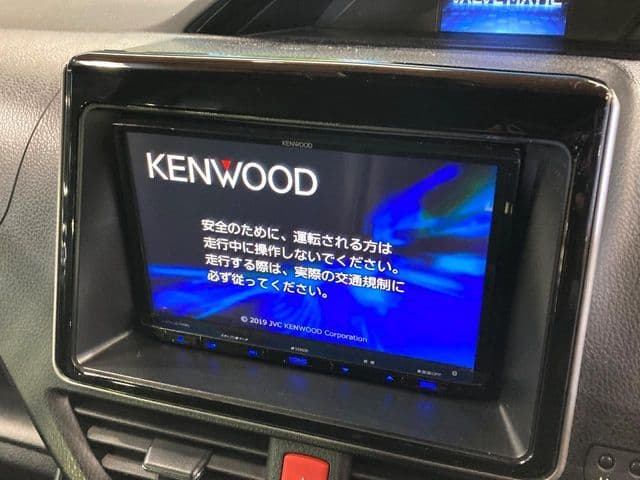 KENWOOD
KENWOOD
安全のために、運転される方は
走行中に操作しないでください。
走行する際は、実際の交通規制に
必ず従ってください。
© 2019 JVC KENWOOD Corporation
HOME